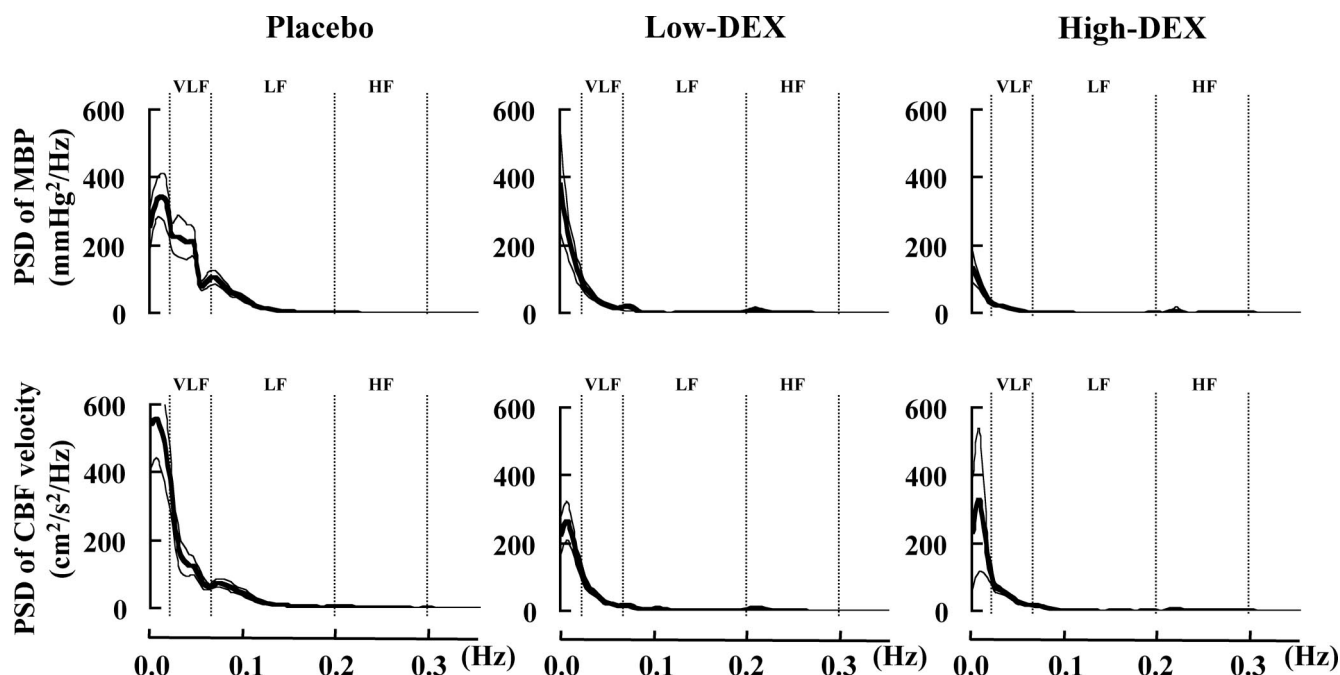 Placebo
Low-DEX
High-DEX
PSD of MBP
(mmHg²/Hz)
VLF LF HF
600
400
200
0
VLF LF HF
600
400
200
0
VLF LF HF
600
400
200
0
PSD of CBF velocity
(cm²/s²/Hz)
VLF LF HF
600
400
200
0
0.0 0.1 0.2 0.3 (Hz)
VLF LF HF
600
400
200
0
0.0 0.1 0.2 0.3 (Hz)
VLF LF HF
600
400
200
0
0.0 0.1 0.2 0.3 (Hz)